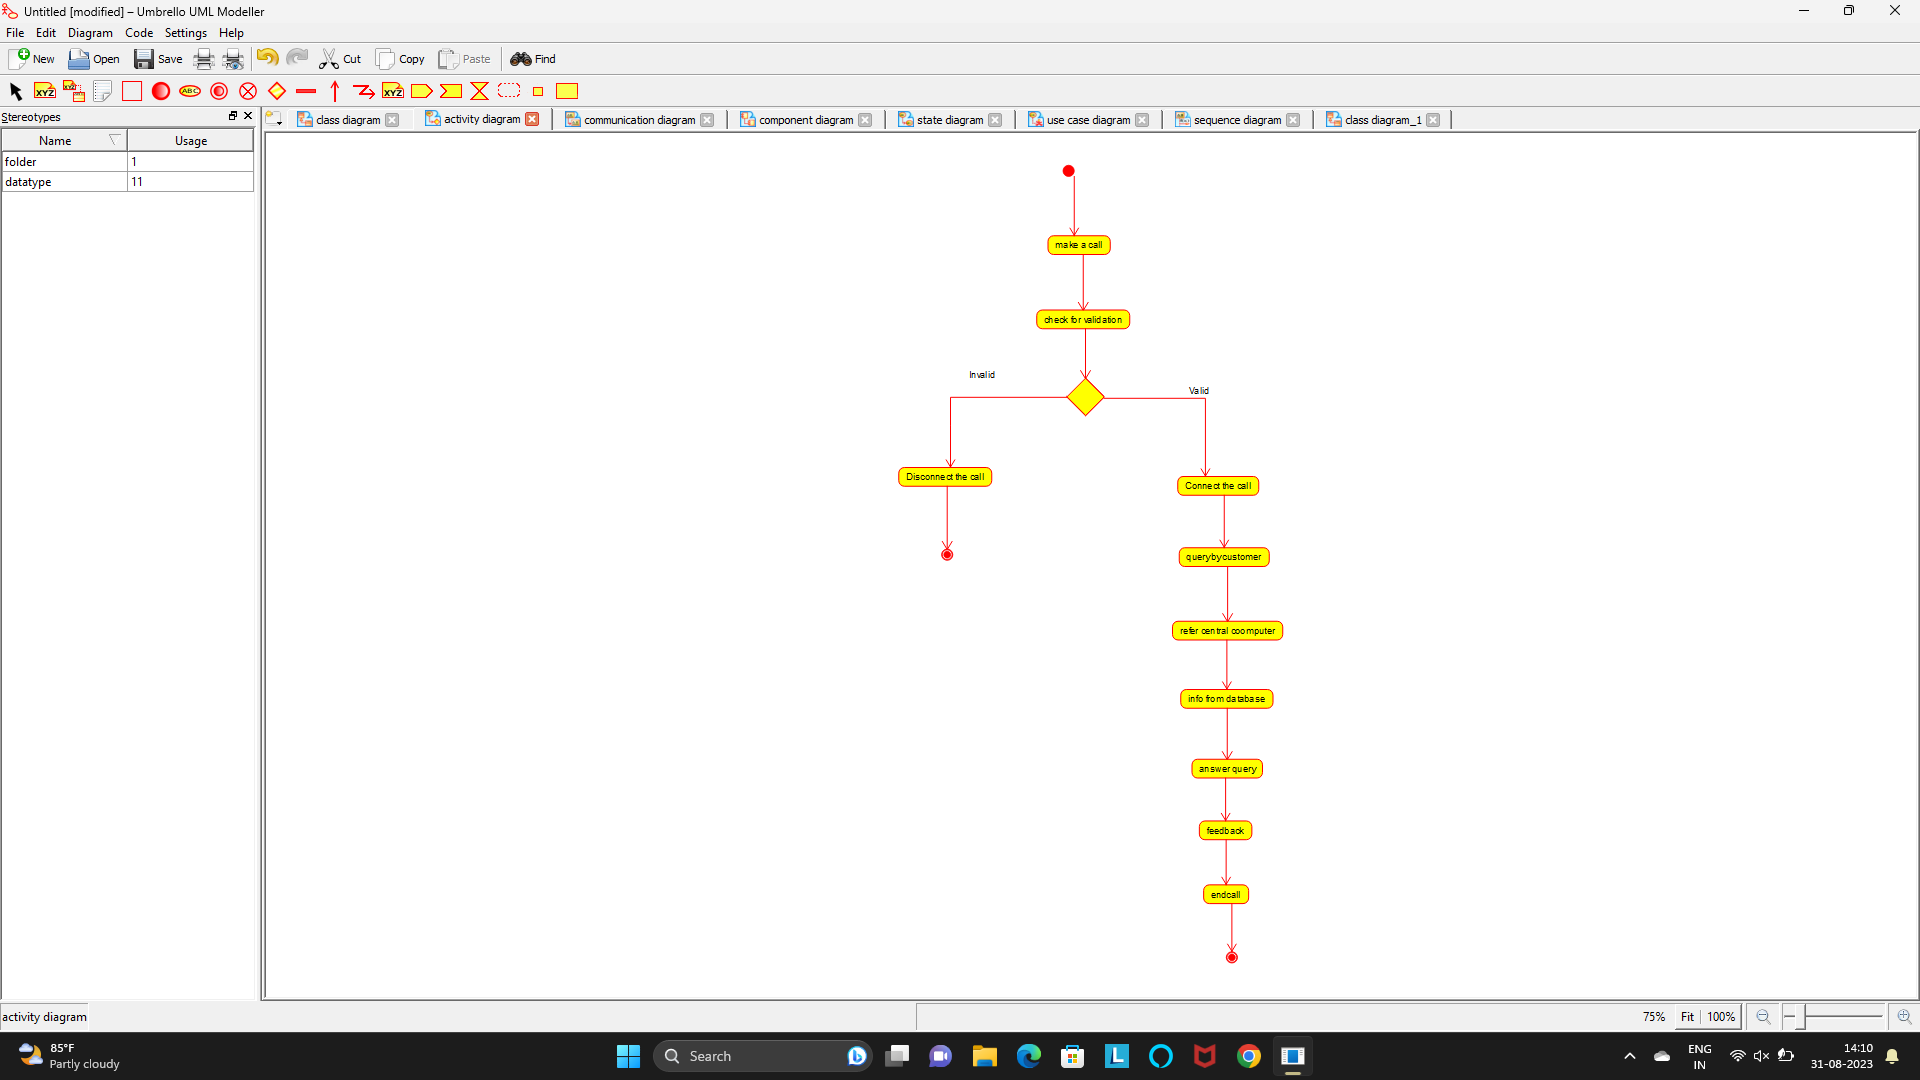 Untitled [modified] – Umbrello UML Modeller
File Edit Diagram Code Settings Help
New Open Save Cut Copy Paste Find
XYZ XYZ ABC XYZ
Stereotypes
class diagram activity diagram communication diagram component diagram state diagram use case diagram sequence diagram class diagram_1
Name Usage
folder 1
datatype 11
make a call
check for validation
Invalid
Valid
Disconnect the call
Connect the call
querybycustomer
refer central coomputer
info from database
answer query
feedback
endcall
activity diagram
75% Fit 100%
85°F
Partly cloudy
Search
L
ENG
IN
14:10
31-08-2023